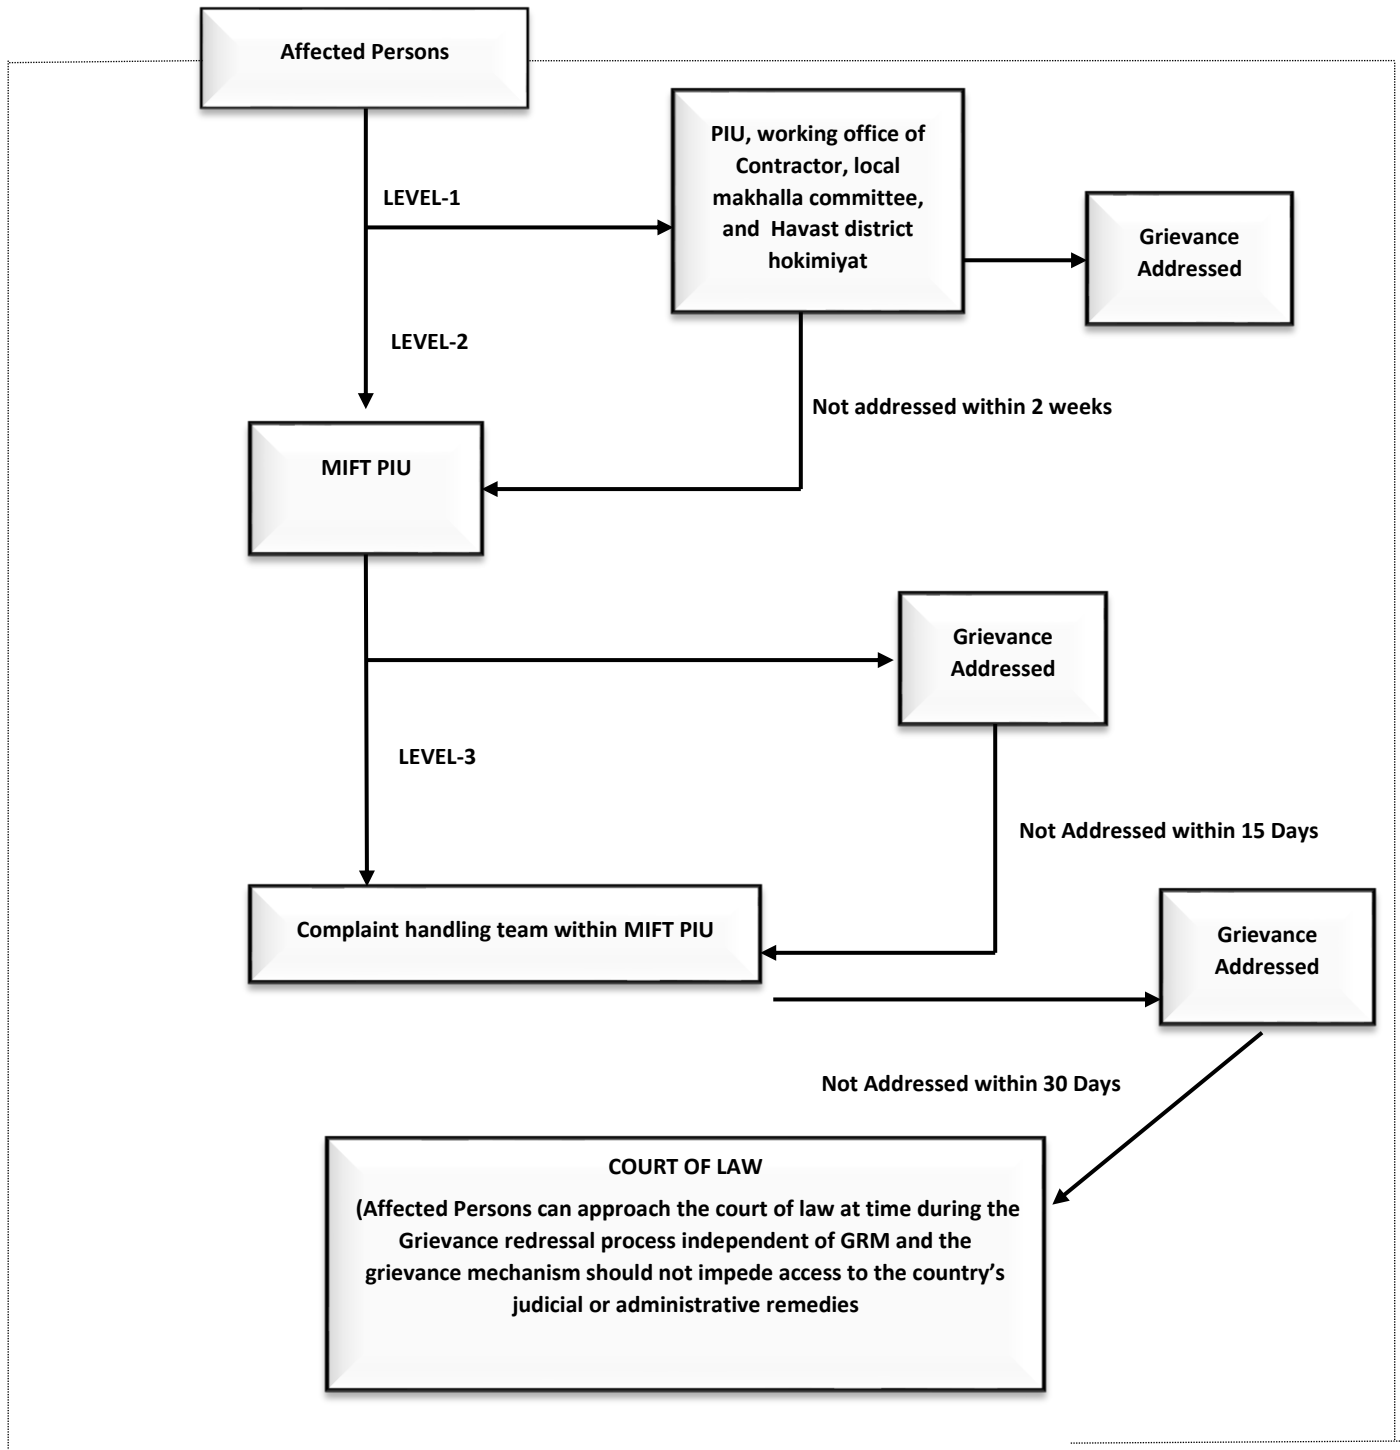 Affected Persons
PIU, working office of
Contractor, local
makhalla committee,
and Havast district
hokimiyat
LEVEL-1
Grievance
Addressed
LEVEL-2
Not addressed within 2 weeks
MIFT PIU
Grievance
Addressed
LEVEL-3
Not Addressed within 15 Days
Complaint handling team within MIFT PIU
Grievance
Addressed
Not Addressed within 30 Days
COURT OF LAW
(Affected Persons can approach the court of law at time during the
Grievance redressal process independent of GRM and the
grievance mechanism should not impede access to the country’s
judicial or administrative remedies